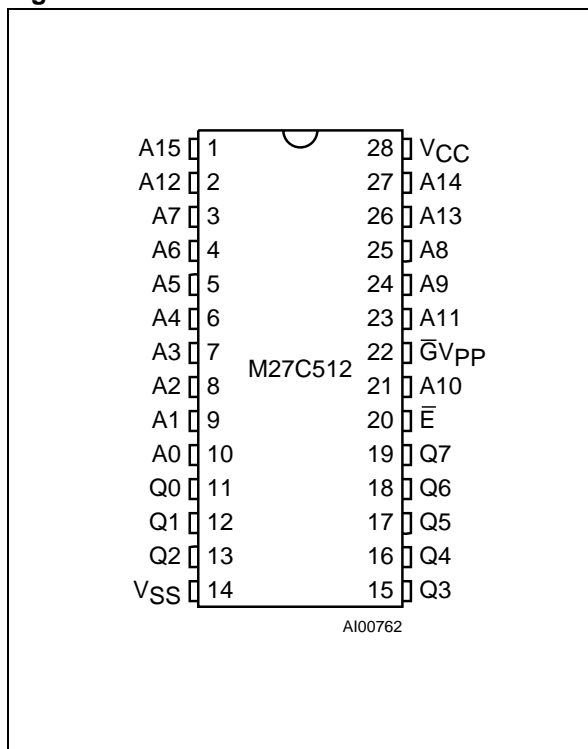 A15 1 28 VCC
A12 2 27 A14
A7 3 26 A13
A6 4 25 A8
A5 5 24 A9
A4 6 23 A11
A3 7 22 G̅VPP
M27C512
A2 8 21 A10
A1 9 20 E̅
A0 10 19 Q7
Q0 11 18 Q6
Q1 12 17 Q5
Q2 13 16 Q4
VSS 14 15 Q3
AI00762